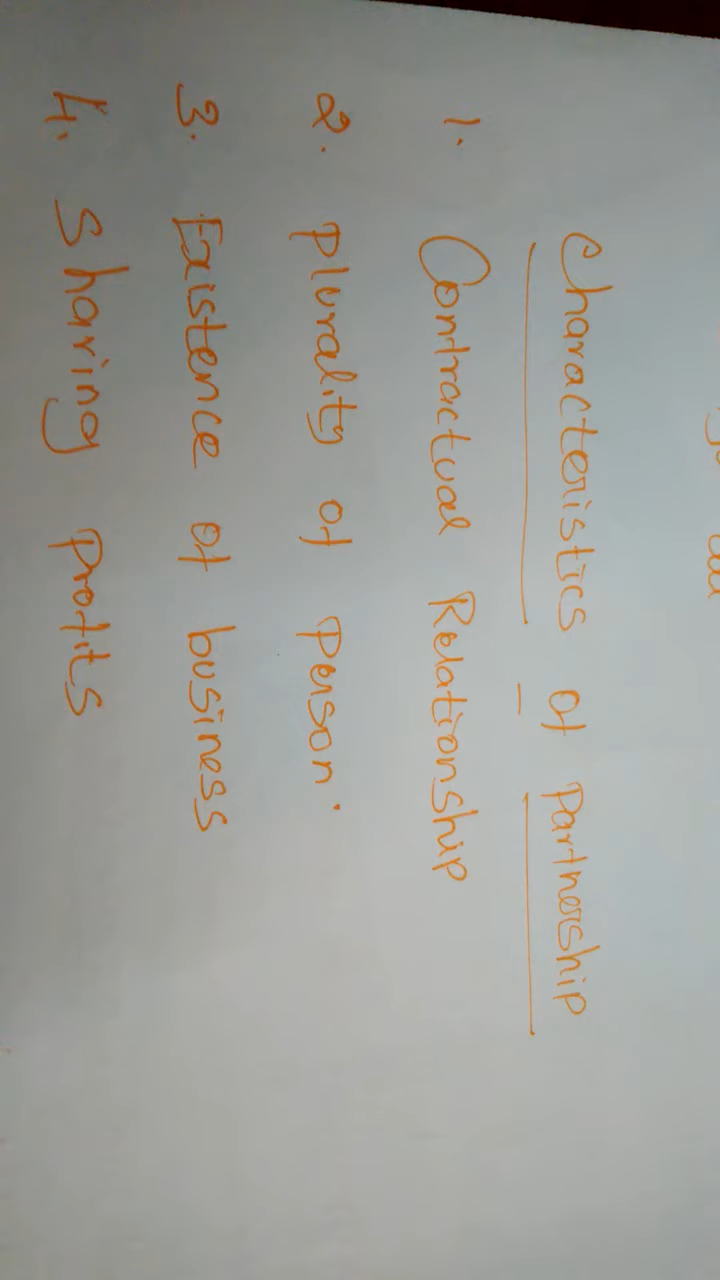 Characteristics of Partnership
1. Contractual Relationship
2. Plurality of Person.
3. Existence of business
4. Sharing Profits